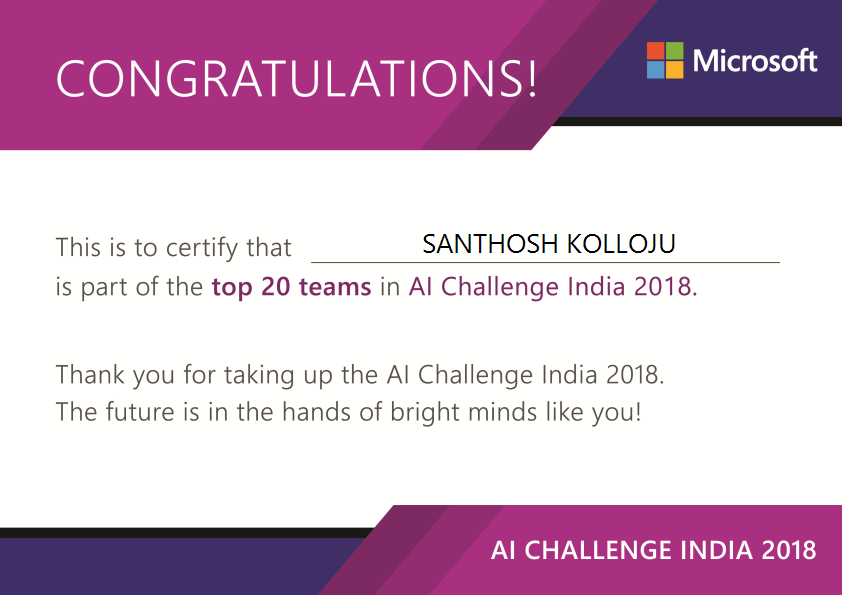 CONGRATULATIONS!
Microsoft
This is to certify that SANTHOSH KOLLOJU
is part of the top 20 teams in AI Challenge India 2018.
Thank you for taking up the AI Challenge India 2018.
The future is in the hands of bright minds like you!
AI CHALLENGE INDIA 2018